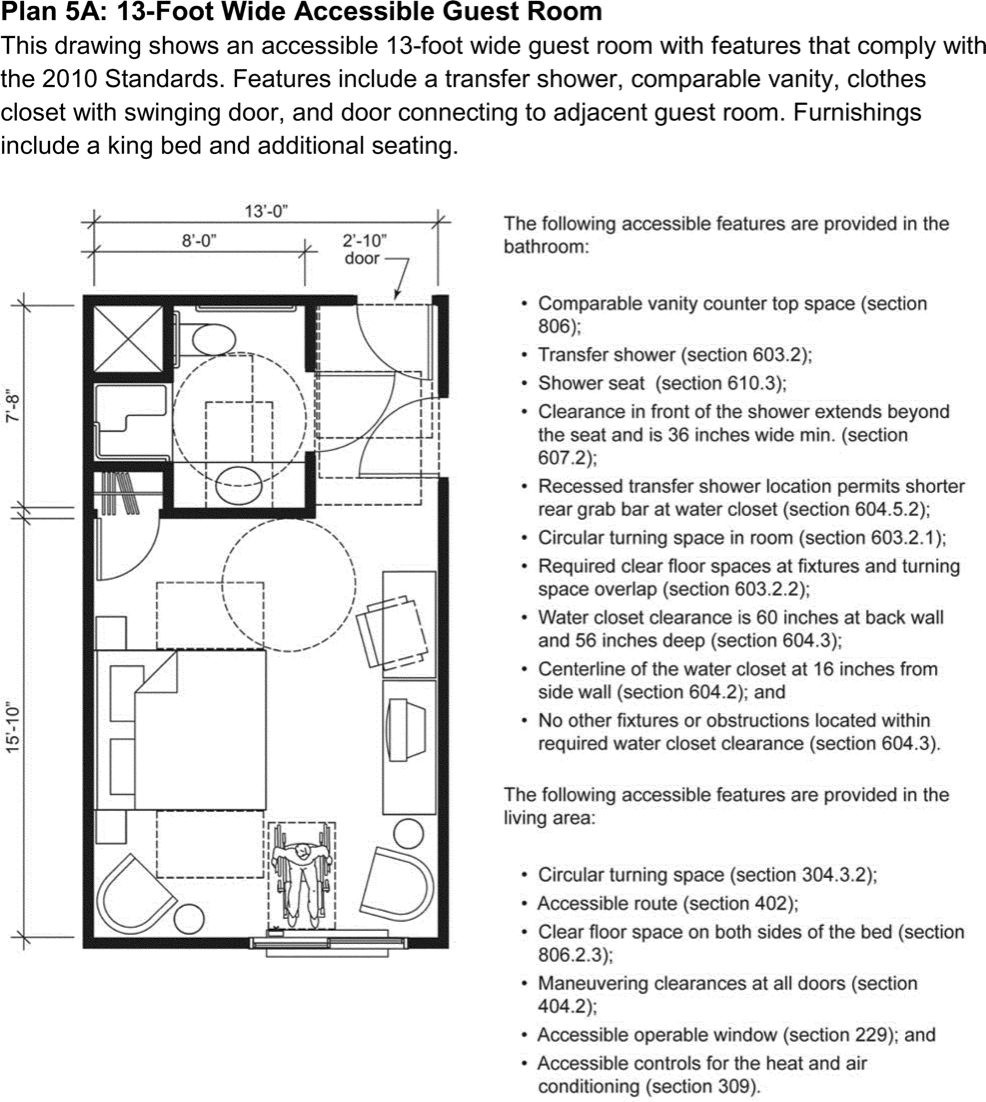 Plan 5A: 13-Foot Wide Accessible Guest Room
This drawing shows an accessible 13-foot wide guest room with features that comply with
the 2010 Standards. Features include a transfer shower, comparable vanity, clothes
closet with swinging door, and door connecting to adjacent guest room. Furnishings
include a king bed and additional seating.
13'-0"
8'-0"
2'-10"
door
7'-8"
15'-10"
The following accessible features are provided in the
bathroom:
• Comparable vanity counter top space (section
806);
• Transfer shower (section 603.2);
• Shower seat (section 610.3);
• Clearance in front of the shower extends beyond
the seat and is 36 inches wide min. (section
607.2);
• Recessed transfer shower location permits shorter
rear grab bar at water closet (section 604.5.2);
• Circular turning space in room (section 603.2.1);
• Required clear floor spaces at fixtures and turning
space overlap (section 603.2.2);
• Water closet clearance is 60 inches at back wall
and 56 inches deep (section 604.3);
• Centerline of the water closet at 16 inches from
side wall (section 604.2); and
• No other fixtures or obstructions located within
required water closet clearance (section 604.3).
The following accessible features are provided in the
living area:
• Circular turning space (section 304.3.2);
• Accessible route (section 402);
• Clear floor space on both sides of the bed (section
806.2.3);
• Maneuvering clearances at all doors (section
404.2);
• Accessible operable window (section 229); and
• Accessible controls for the heat and air
conditioning (section 309).